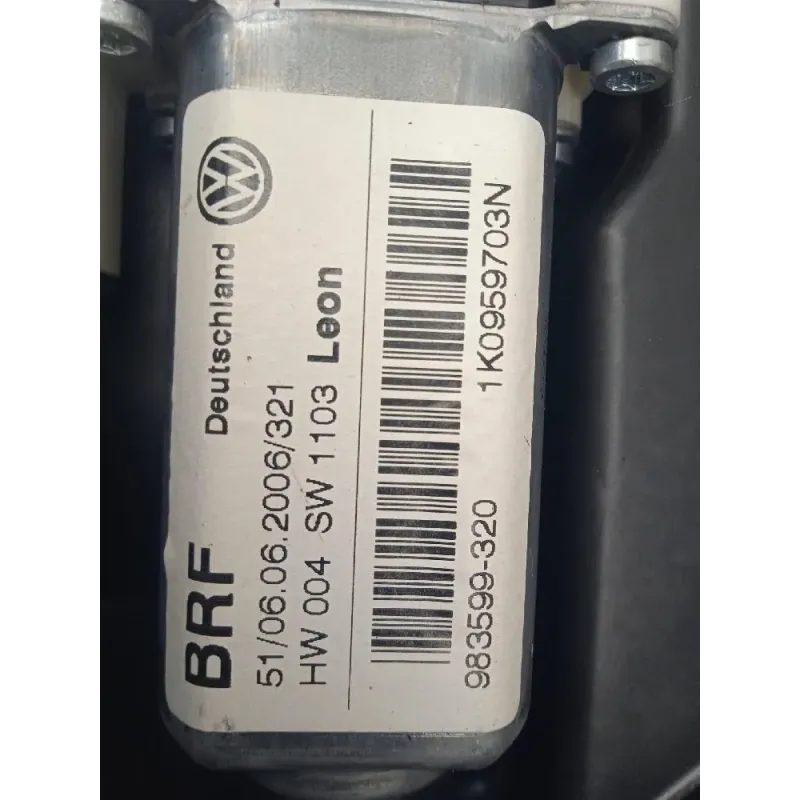 BRF Deutschland
51/06.06.2006/321
HW 004 SW 1103 Leon
983599-320 1K0959703N